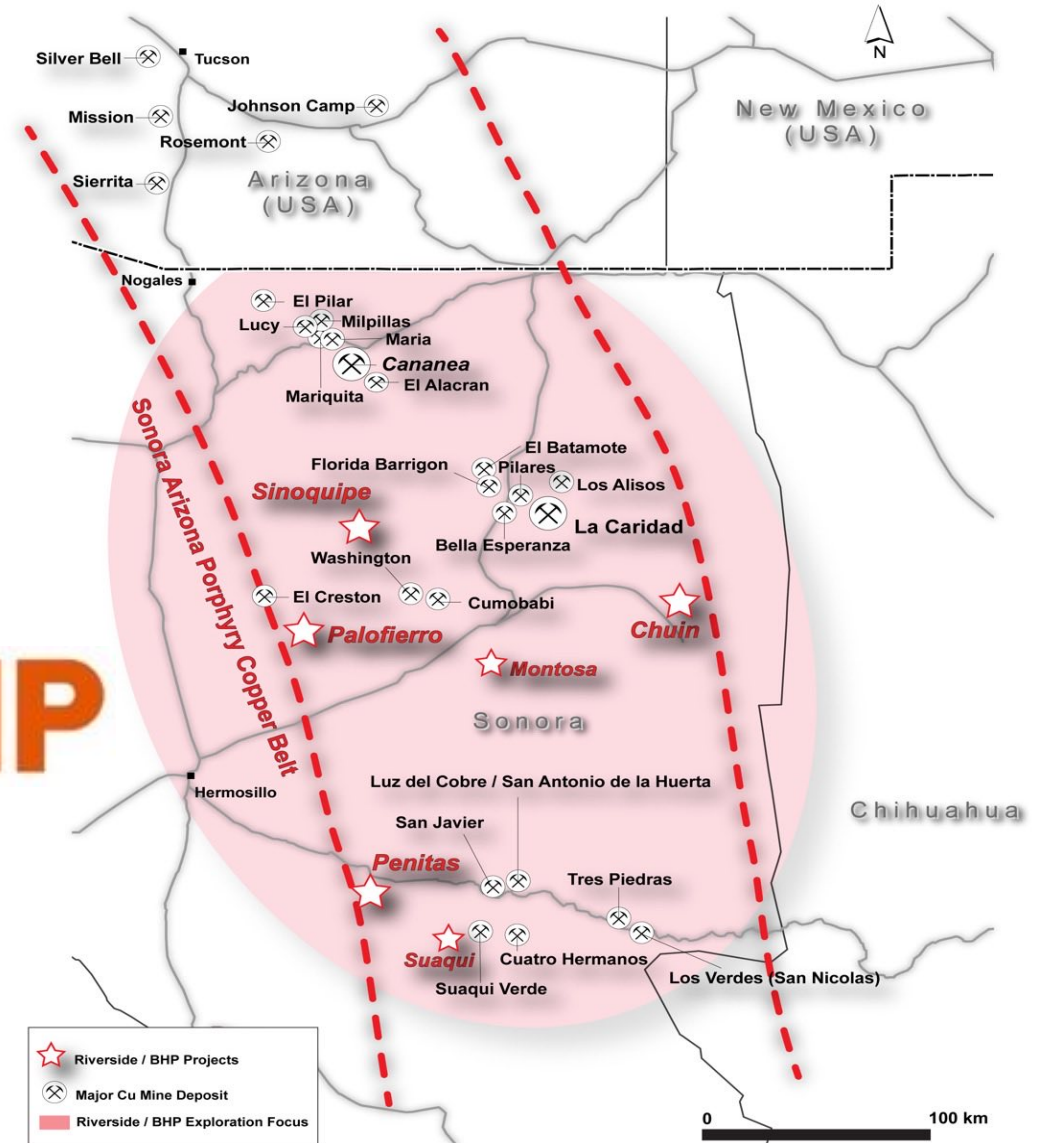 N
Silver Bell
Tucson
Mission
Johnson Camp
Rosemont
Sierrita
Arizona
(USA)
New Mexico
(USA)
Nogales
El Pilar
Lucy
Milpillas
Maria
Cananea
El Alacran
Mariquita
Sonora Arizona Porphyry Copper Belt
El Batamote
Florida Barrigon
Pilares
Los Alisos
Sinoquipe
La Caridad
Bella Esperanza
Washington
El Creston
Cumobabi
Palofierro
Chuin
Montosa
Sonora
Hermosillo
Luz del Cobre / San Antonio de la Huerta
Chihuahua
San Javier
Penitas
Tres Piedras
Suaqui
Cuatro Hermanos
Suaqui Verde
Los Verdes (San Nicolas)
Riverside / BHP Projects
Major Cu Mine Deposit
Riverside / BHP Exploration Focus
0
100 km